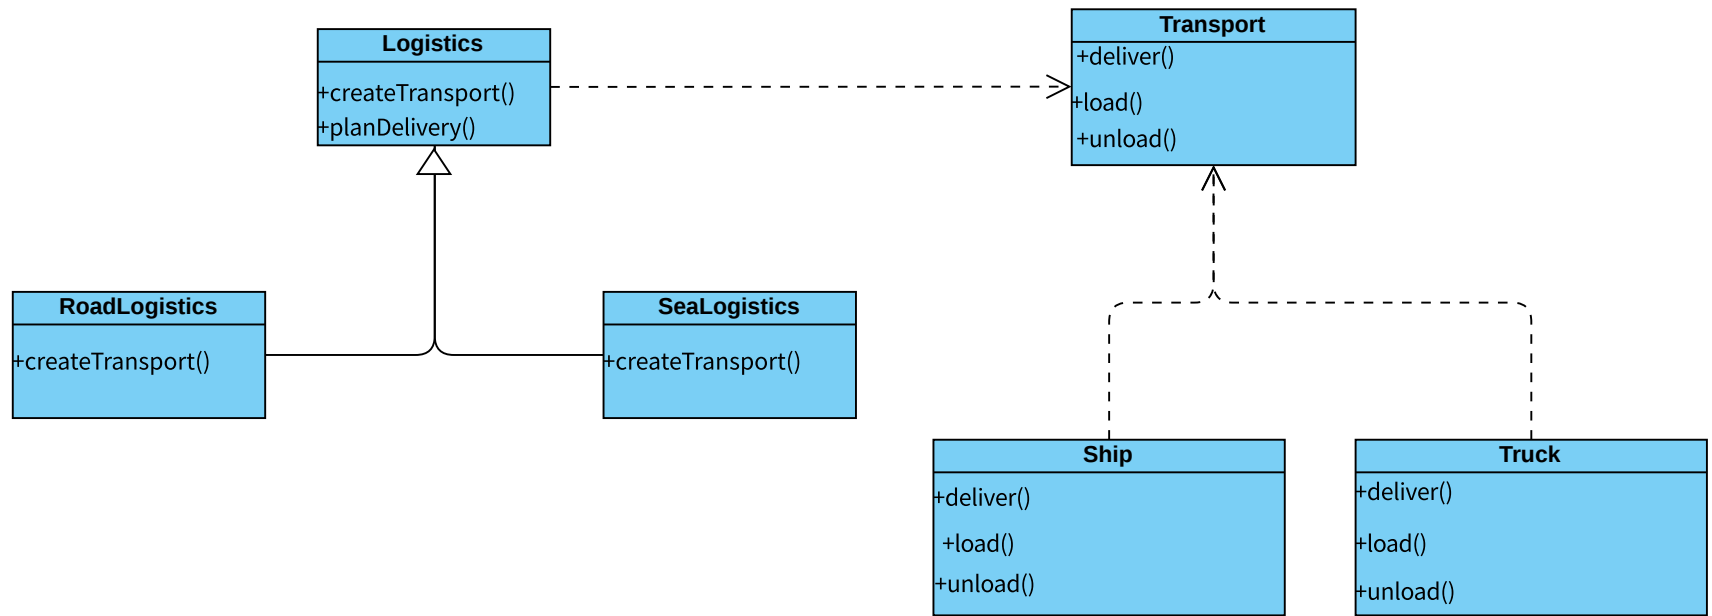 Logistics
+createTransport()
+planDelivery()
Transport
+deliver()
+load()
+unload()
RoadLogistics
+createTransport()
SeaLogistics
+createTransport()
Ship
+deliver()
+load()
+unload()
Truck
+deliver()
+load()
+unload()